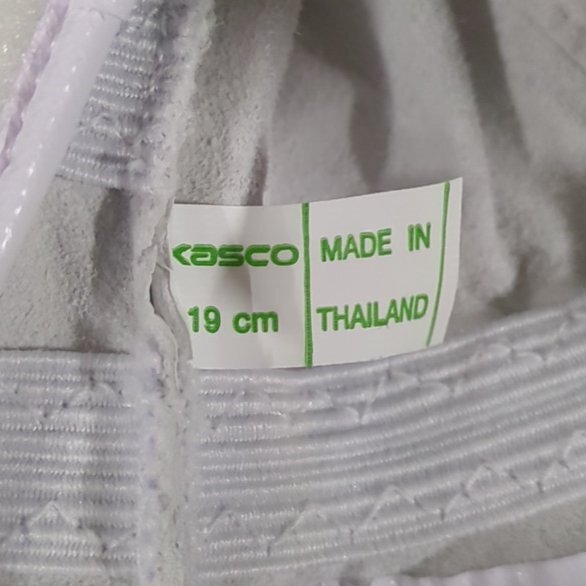 Kasco
19 cm
MADE IN
THAILAND